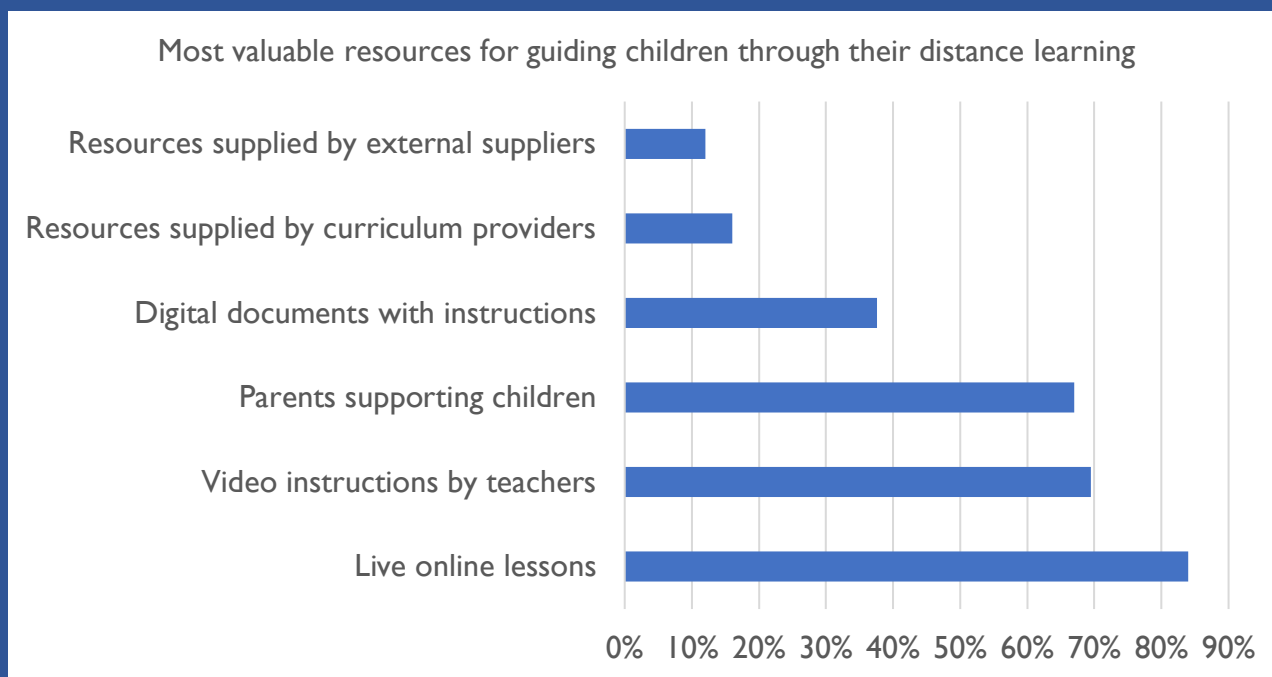 Most valuable resources for guiding children through their distance learning
Resources supplied by external suppliers
Resources supplied by curriculum providers
Digital documents with instructions
Parents supporting children
Video instructions by teachers
Live online lessons
0% 10% 20% 30% 40% 50% 60% 70% 80% 90%